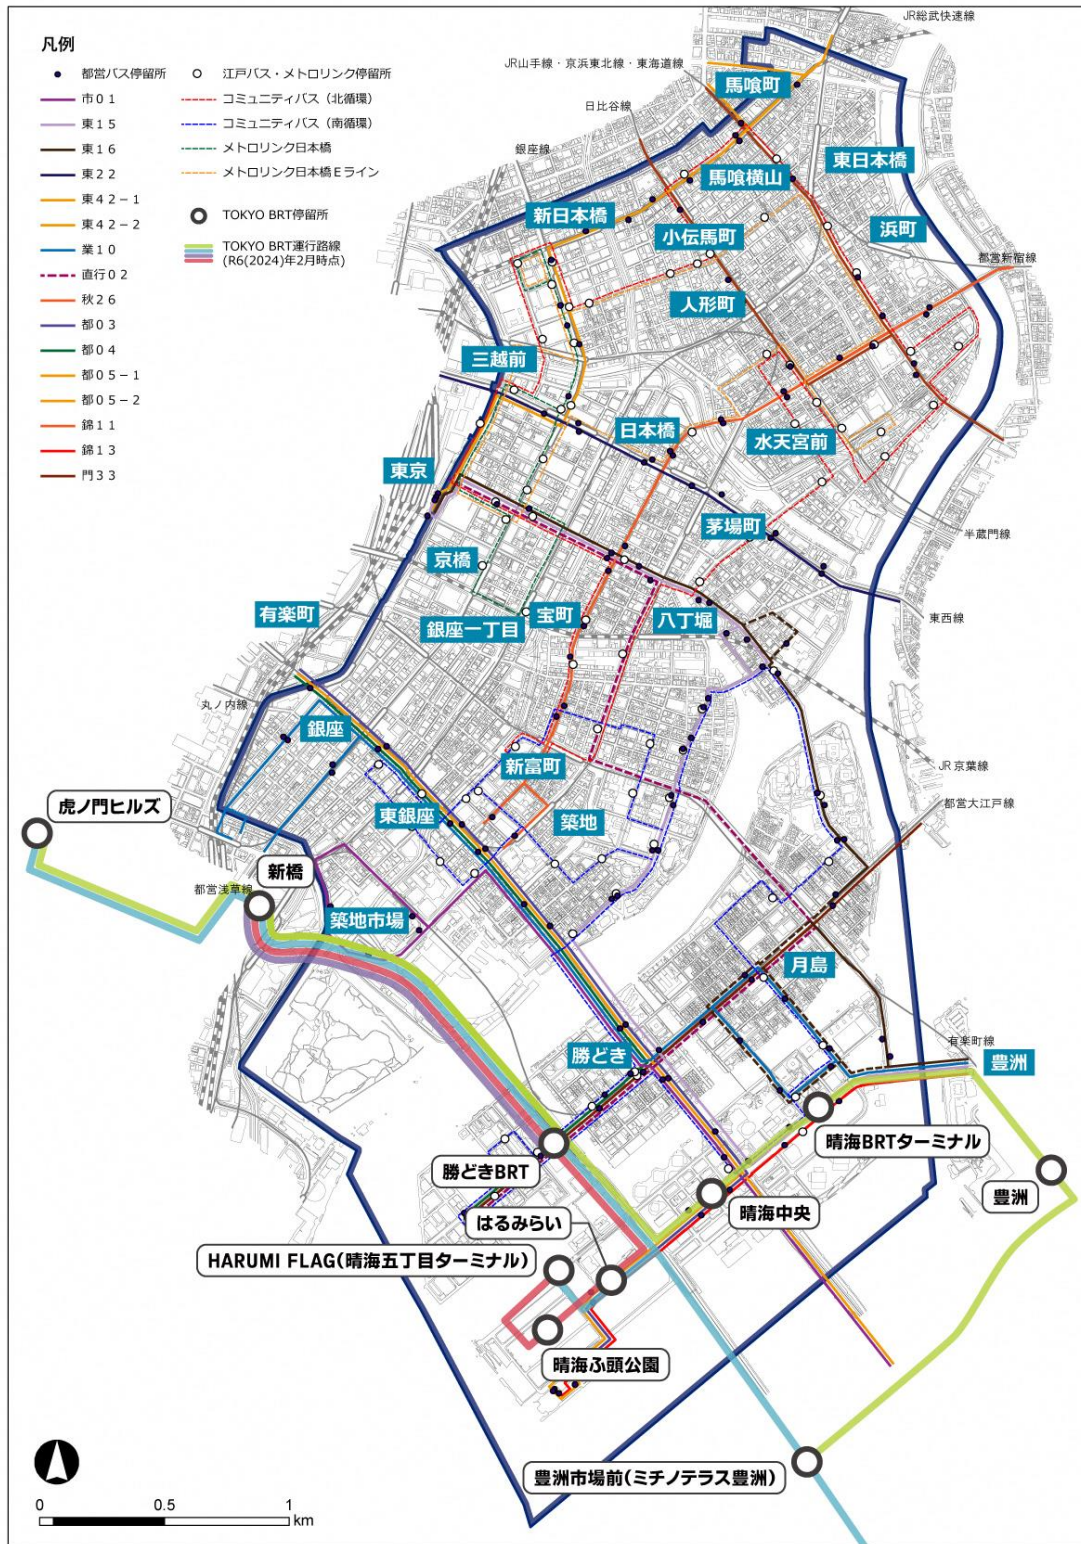 凡例
都営バス停留所
市01
東15
東16
東22
東42-1
東42-2
業10
直行02
秋26
都03
都04
都05-1
都05-2
錦11
錦13
門33
江戸バス・メトロリンク停留所
コミュニティバス（北循環）
コミュニティバス（南循環）
メトロリンク日本橋
メトロリンク日本橋Eライン
TOKYO BRT停留所
TOKYO BRT運行路線
(R6(2024)年2月時点)
JR総武快速線
JR山手線・京浜東北線・東海道線
馬喰町
日比谷線
銀座線
東日本橋
馬喰横山
新日本橋
浜町
小伝馬町
都営新宿線
人形町
三越前
日本橋
水天宮前
東京
茅場町
半蔵門線
京橋
有楽町
宝町
八丁堀
銀座一丁目
東西線
丸ノ内線
銀座
新富町
JR京葉線
虎ノ門ヒルズ
東銀座
築地
都営大江戸線
新橋
都営浅草線
築地市場
月島
有楽町線
勝どき
豊洲
晴海BRTターミナル
勝どきBRT
豊洲
晴海中央
はるみらい
HARUMI FLAG(晴海五丁目ターミナル)
晴海ふ頭公園
豊洲市場前(ミチノテラス豊洲)
0 0.5 1
km